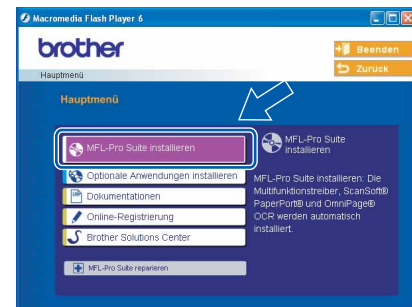 Macromedia Flash Player 6
brother
Beenden
Zurück
Hauptmenü
Hauptmenü
MFL-Pro Suite installieren
Optionale Anwendungen installieren
Dokumentationen
Online-Registrierung
Brother Solutions Center
MFL-Pro Suite reparieren
MFL-Pro Suite
installieren
MFL-Pro Suite installieren: Die
Multifunktionstreiber, ScanSoft®
PaperPort® und OmniPage®
OCR werden automatisch
installiert.